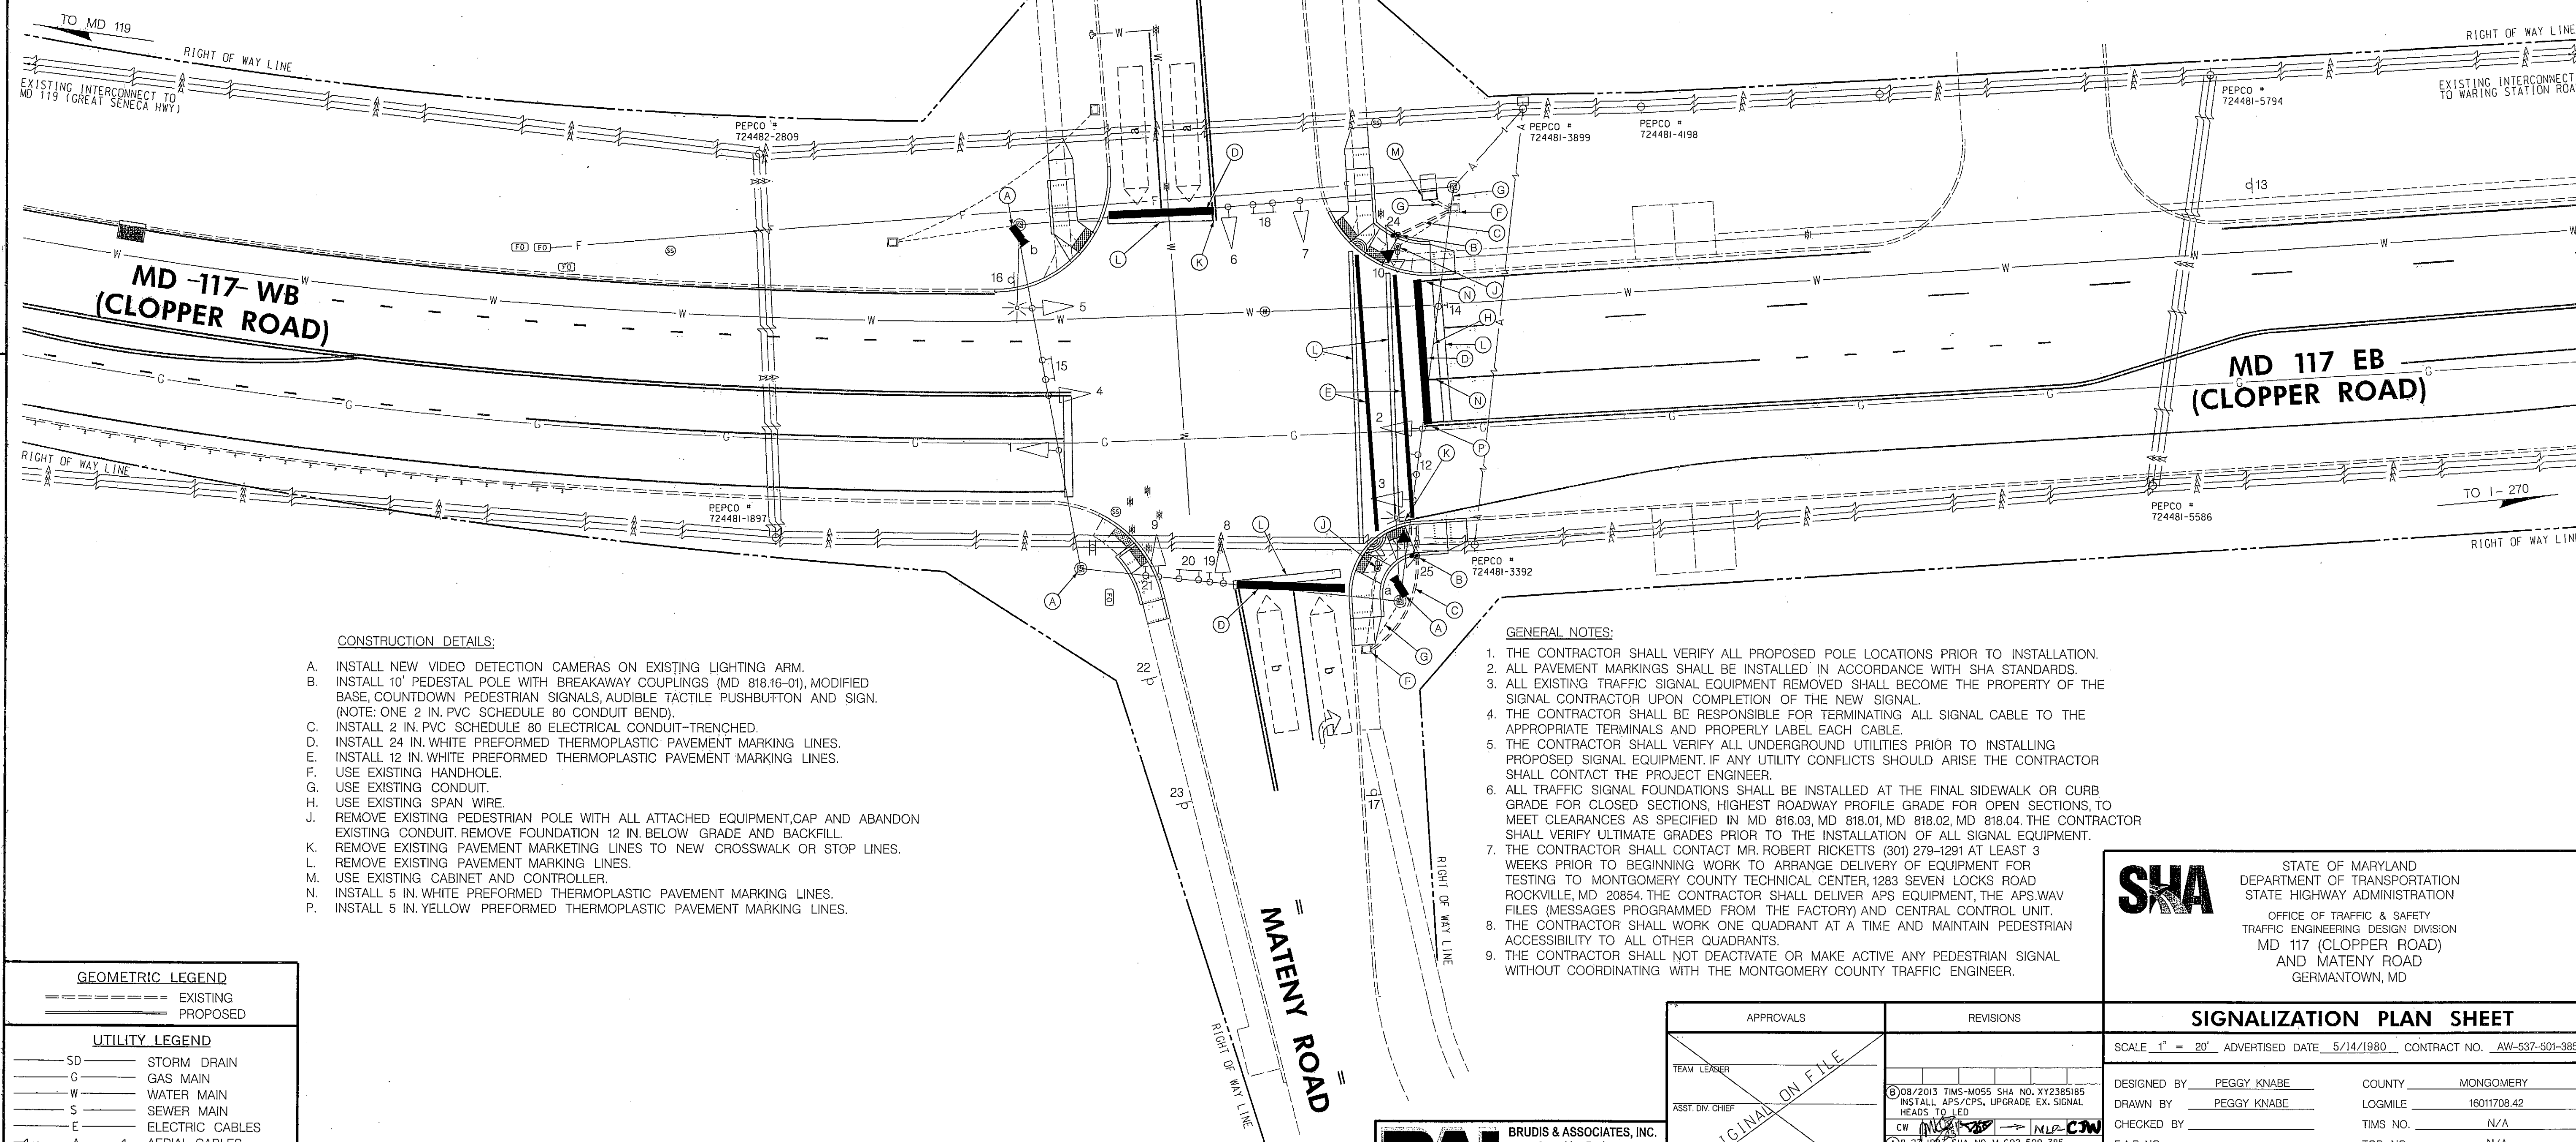 TO MD 119
RIGHT OF WAY LINE
EXISTING INTERCONNECT TO
MD 119 (GREAT SENECA HWY)
PEPCO #
724482-2809
PEPCO #
724481-3899
PEPCO #
724481-4198
PEPCO #
724481-5794
RIGHT OF WAY LINE
EXISTING INTERCONNECT
TO WARING STATION ROA
MD-117-WB
(CLOPPER ROAD)
MD 117 EB
(CLOPPER ROAD)
RIGHT OF WAY LINE
PEPCO #
724481-1897
PEPCO #
724481-3392
PEPCO #
724481-5586
TO I-270
RIGHT OF WAY LINE
CONSTRUCTION DETAILS:
A. INSTALL NEW VIDEO DETECTION CAMERAS ON EXISTING LIGHTING ARM.
B. INSTALL 10' PEDESTAL POLE WITH BREAKAWAY COUPLINGS (MD 818.16-01), MODIFIED
BASE, COUNTDOWN PEDESTRIAN SIGNALS, AUDIBLE TACTILE PUSHBUTTON AND SIGN.
(NOTE: ONE 2 IN. PVC SCHEDULE 80 CONDUIT BEND).
C. INSTALL 2 IN. PVC SCHEDULE 80 ELECTRICAL CONDUIT-TRENCHED.
D. INSTALL 24 IN. WHITE PREFORMED THERMOPLASTIC PAVEMENT MARKING LINES.
E. INSTALL 12 IN. WHITE PREFORMED THERMOPLASTIC PAVEMENT MARKING LINES.
F. USE EXISTING HANDHOLE.
G. USE EXISTING CONDUIT.
H. USE EXISTING SPAN WIRE.
J. REMOVE EXISTING PEDESTRIAN POLE WITH ALL ATTACHED EQUIPMENT,CAP AND ABANDON
EXISTING CONDUIT. REMOVE FOUNDATION 12 IN. BELOW GRADE AND BACKFILL.
K. REMOVE EXISTING PAVEMENT MARKETING LINES TO NEW CROSSWALK OR STOP LINES.
L. REMOVE EXISTING PAVEMENT MARKING LINES.
M. USE EXISTING CABINET AND CONTROLLER.
N. INSTALL 5 IN. WHITE PREFORMED THERMOPLASTIC PAVEMENT MARKING LINES.
P. INSTALL 5 IN. YELLOW PREFORMED THERMOPLASTIC PAVEMENT MARKING LINES.
GENERAL NOTES:
1. THE CONTRACTOR SHALL VERIFY ALL PROPOSED POLE LOCATIONS PRIOR TO INSTALLATION.
2. ALL PAVEMENT MARKINGS SHALL BE INSTALLED IN ACCORDANCE WITH SHA STANDARDS.
3. ALL EXISTING TRAFFIC SIGNAL EQUIPMENT REMOVED SHALL BECOME THE PROPERTY OF THE
SIGNAL CONTRACTOR UPON COMPLETION OF THE NEW SIGNAL.
4. THE CONTRACTOR SHALL BE RESPONSIBLE FOR TERMINATING ALL SIGNAL CABLE TO THE
APPROPRIATE TERMINALS AND PROPERLY LABEL EACH CABLE.
5. THE CONTRACTOR SHALL VERIFY ALL UNDERGROUND UTILITIES PRIOR TO INSTALLING
PROPOSED SIGNAL EQUIPMENT. IF ANY UTILITY CONFLICTS SHOULD ARISE THE CONTRACTOR
SHALL CONTACT THE PROJECT ENGINEER.
6. ALL TRAFFIC SIGNAL FOUNDATIONS SHALL BE INSTALLED AT THE FINAL SIDEWALK OR CURB
GRADE FOR CLOSED SECTIONS, HIGHEST ROADWAY PROFILE GRADE FOR OPEN SECTIONS, TO
MEET CLEARANCES AS SPECIFIED IN MD 816.03, MD 818.01, MD 818.02, MD 818.04. THE CONTRACTOR
SHALL VERIFY ULTIMATE GRADES PRIOR TO THE INSTALLATION OF ALL SIGNAL EQUIPMENT.
7. THE CONTRACTOR SHALL CONTACT MR. ROBERT RICKETTS (301) 279-1291 AT LEAST 3
WEEKS PRIOR TO BEGINNING WORK TO ARRANGE DELIVERY OF EQUIPMENT FOR
TESTING TO MONTGOMERY COUNTY TECHNICAL CENTER, 1283 SEVEN LOCKS ROAD
ROCKVILLE, MD 20854. THE CONTRACTOR SHALL DELIVER APS EQUIPMENT, THE APS.WAV
FILES (MESSAGES PROGRAMMED FROM THE FACTORY) AND CENTRAL CONTROL UNIT.
8. THE CONTRACTOR SHALL WORK ONE QUADRANT AT A TIME AND MAINTAIN PEDESTRIAN
ACCESSIBILITY TO ALL OTHER QUADRANTS.
9. THE CONTRACTOR SHALL NOT DEACTIVATE OR MAKE ACTIVE ANY PEDESTRIAN SIGNAL
WITHOUT COORDINATING WITH THE MONTGOMERY COUNTY TRAFFIC ENGINEER.
RIGHT OF WAY LINE
RIGHT OF WAY LINE
MATENY ROAD
GEOMETRIC LEGEND
EXISTING
PROPOSED
UTILITY LEGEND
SD STORM DRAIN
G GAS MAIN
W WATER MAIN
S SEWER MAIN
E ELECTRIC CABLES
A AERIAL CABLES
SHA
STATE OF MARYLAND
DEPARTMENT OF TRANSPORTATION
STATE HIGHWAY ADMINISTRATION
OFFICE OF TRAFFIC & SAFETY
TRAFFIC ENGINEERING DESIGN DIVISION
MD 117 (CLOPPER ROAD)
AND MATENY ROAD
GERMANTOWN, MD
SIGNALIZATION PLAN SHEET
SCALE 1" = 20' ADVERTISED DATE 5/14/1980 CONTRACT NO. AW-537-501-385
DESIGNED BY PEGGY KNABE COUNTY MONGOMERY
DRAWN BY PEGGY KNABE LOGMILE 16011708.42
CHECKED BY TIMS NO. N/A
APPROVALS
REVISIONS
TEAM LEADER
ASST. DIV. CHIEF
ORIGINAL ON FILE
B 08/2013 TIMS-M055 SHA NO. XY2385185
INSTALL APS/CPS, UPGRADE EX. SIGNAL
HEADS TO LED
CW MLP CJW
BRUDIS & ASSOCIATES, INC.